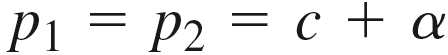 p₁ = p₂ = c + α